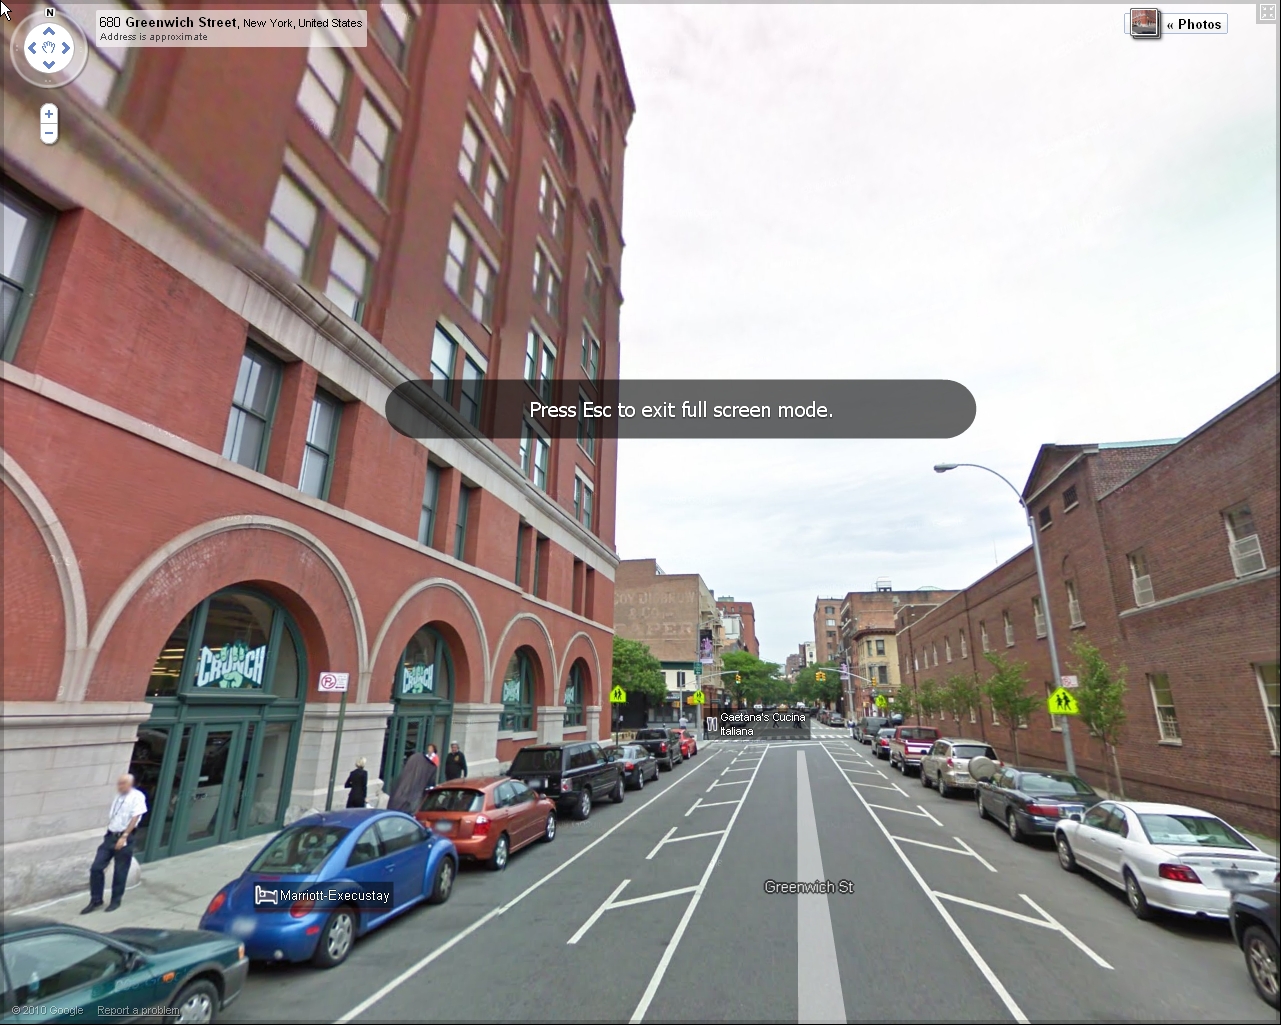 N
680 Greenwich Street, New York, United States
Address is approximate
« Photos
Press Esc to exit full screen mode.
CRUNCH
CRUNCH
Gaetana's Cucina
Italiana
Marriott-Execustay
Greenwich St
© 2010 Google
Report a problem